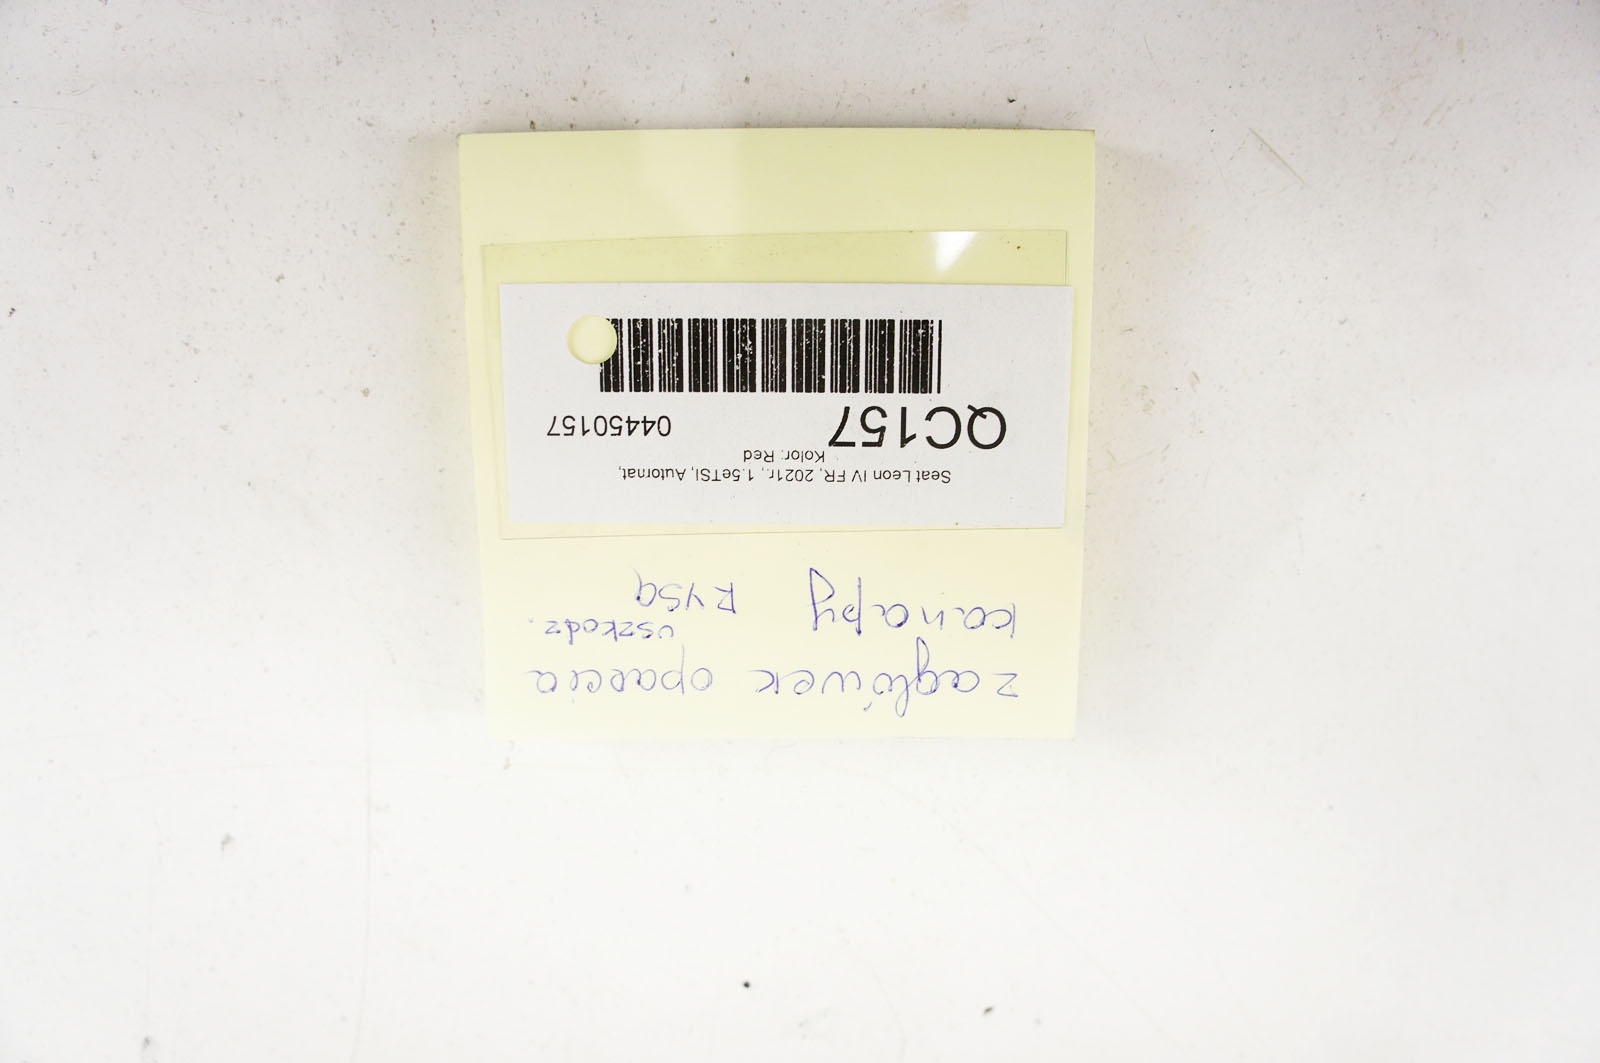 zagłówek oparcia
uszkodz.
kanapy RYSA
Seat Leon IV FR, 2021r., 1.5eTSI, Automat,
Kolor: Red
QC157 04450157